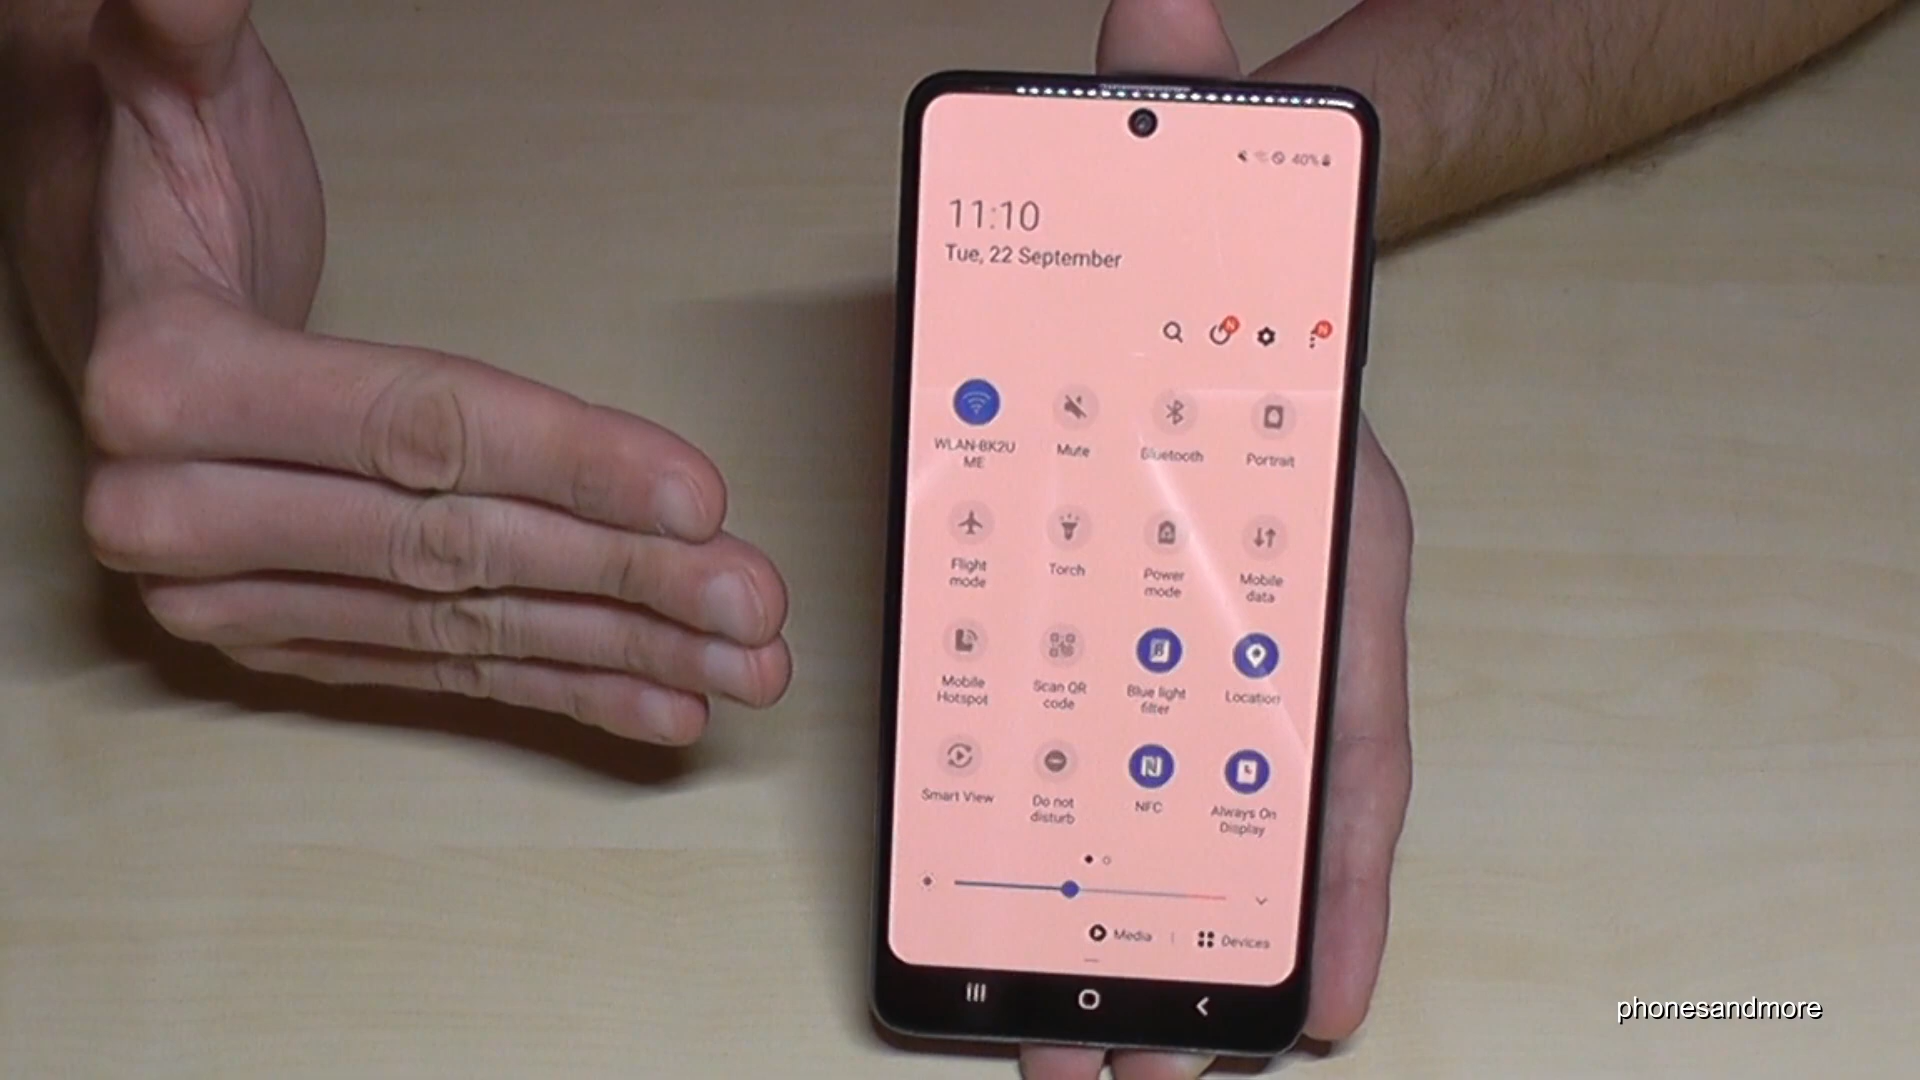 40%
11:10
Tue, 22 September
N
N
WLAN-BK2U
ME
Mute
Bluetooth
Portrait
Flight
mode
Torch
Power
mode
Mobile
data
Mobile
Hotspot
Scan QR
code
Blue light
filter
Location
Smart View
Do not
disturb
NFC
Always On
Display
Media | Devices
phonesandmore